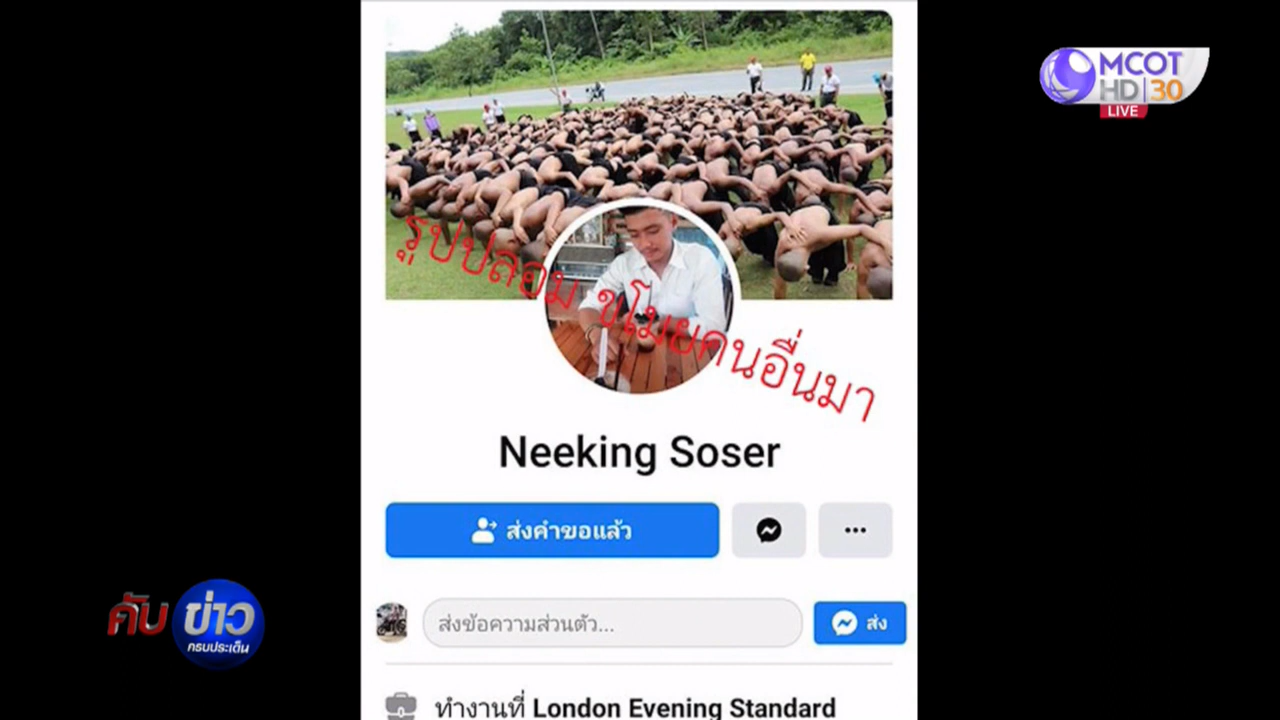 MCOT
HD 30
LIVE
รูปปลอม ขโมยคนอื่นมา
Neeking Soser
ส่งคำขอแล้ว
ส่งข้อความส่วนตัว...
ส่ง
คับ ข่าว
ครบประเด็น
ทำงานที่ London Evening Standard